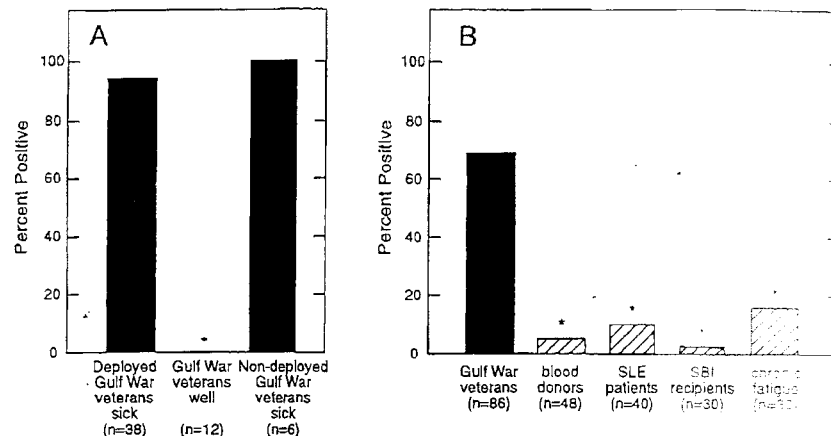 A
Percent Positive
100
80
60
40
20
0
Deployed Gulf War veterans sick (n=38)
Gulf War veterans well (n=12)
Non-deployed Gulf War veterans sick (n=6)
B
Percent Positive
100
80
60
40
20
0
Gulf War veterans (n=86)
blood donors (n=48)
SLE patients (n=40)
SBI recipients (n=30)
chronic fatigue
*
*
*